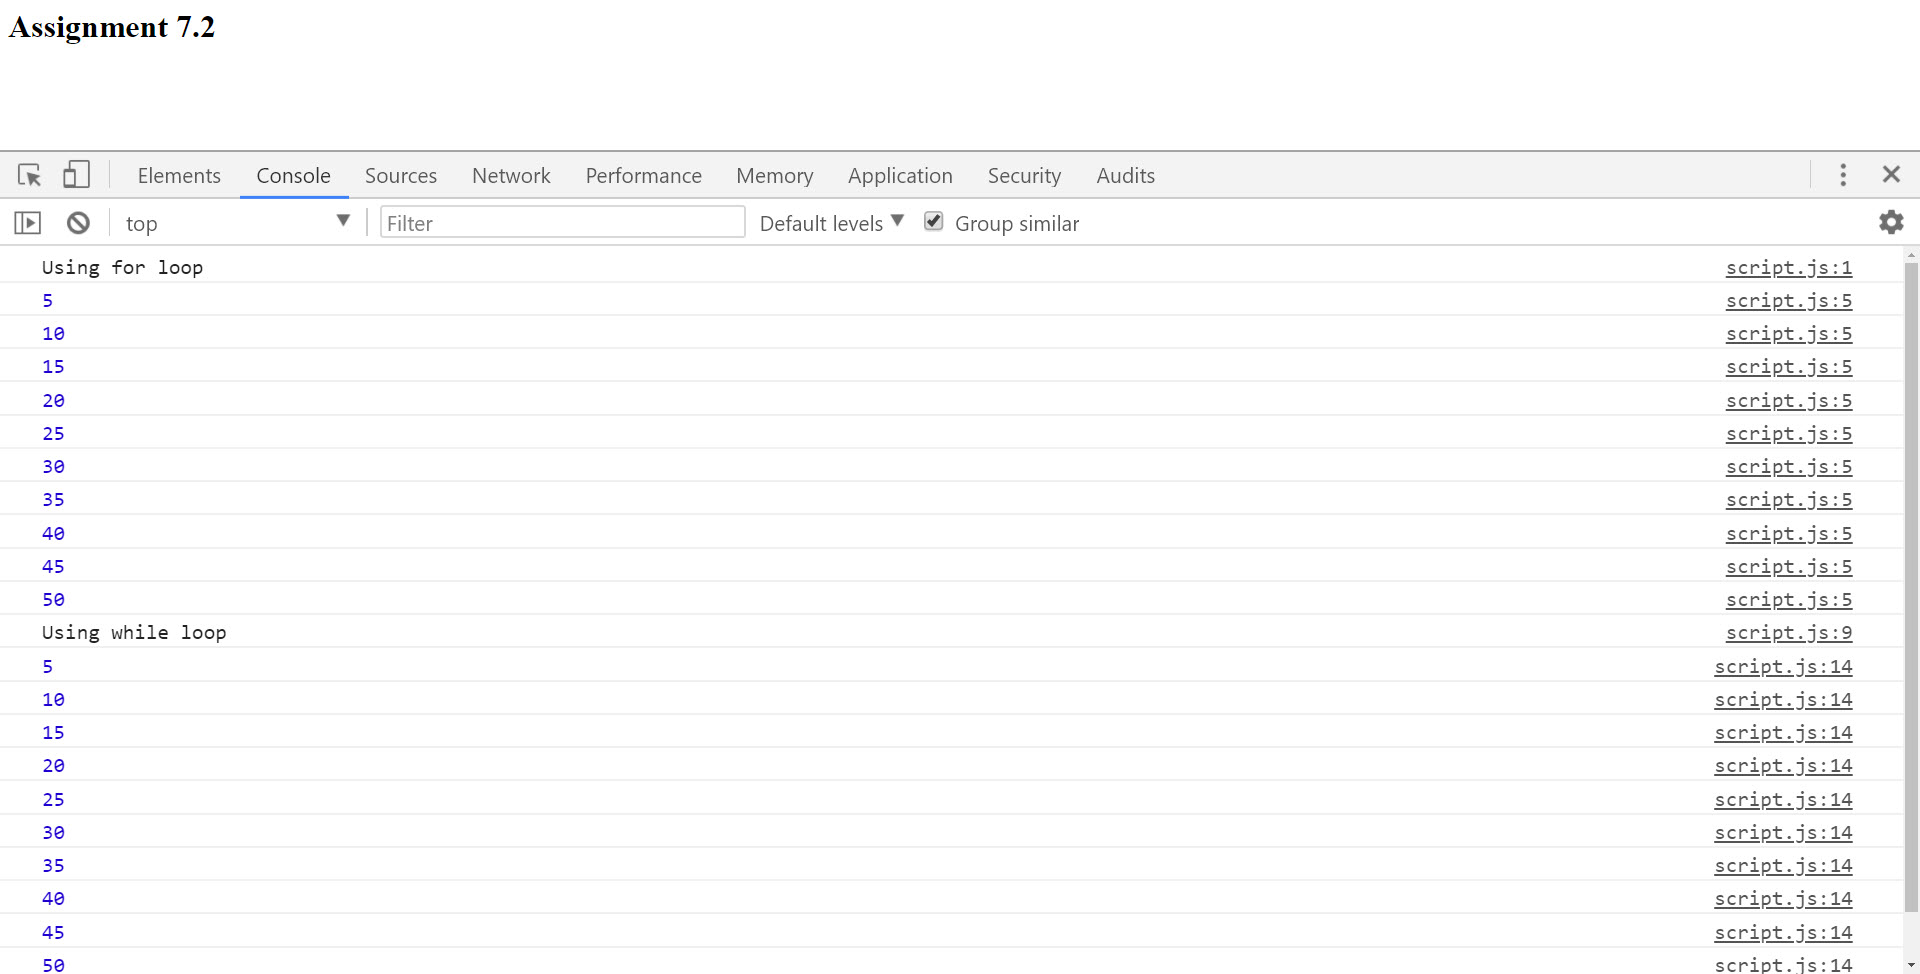 Assignment 7.2
Elements Console Sources Network Performance Memory Application Security Audits
top Filter Default levels Group similar
Using for loop script.js:1
5 script.js:5
10 script.js:5
15 script.js:5
20 script.js:5
25 script.js:5
30 script.js:5
35 script.js:5
40 script.js:5
45 script.js:5
50 script.js:5
Using while loop script.js:9
5 script.js:14
10 script.js:14
15 script.js:14
20 script.js:14
25 script.js:14
30 script.js:14
35 script.js:14
40 script.js:14
45 script.js:14
50 script.js:14